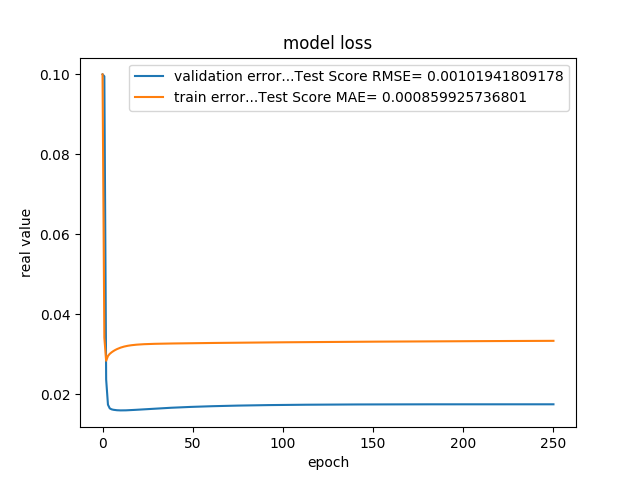 model loss
validation error...Test Score RMSE= 0.00101941809178
train error...Test Score MAE= 0.000859925736801
real value
0.10
0.08
0.06
0.04
0.02
0
50
100
150
200
250
epoch